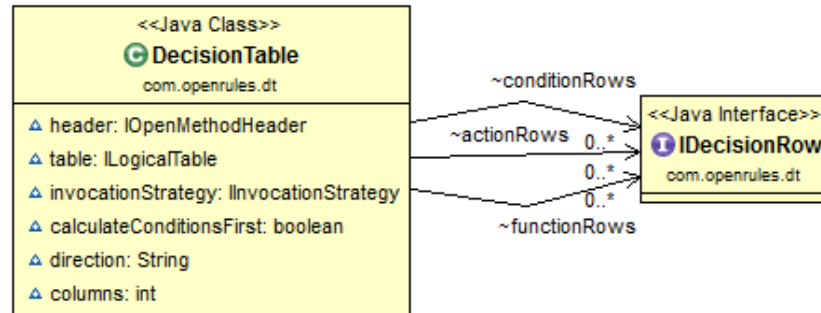 <<Java Class>>
C DecisionTable
com.openrules.dt
header: IOpenMethodHeader
table: ILogicalTable
invocationStrategy: IInvocationStrategy
calculateConditionsFirst: boolean
direction: String
columns: int
~conditionRows
~actionRows
0..*
0..*
0..*
~functionRows
<<Java Interface>>
I IDecisionRow
com.openrules.dt